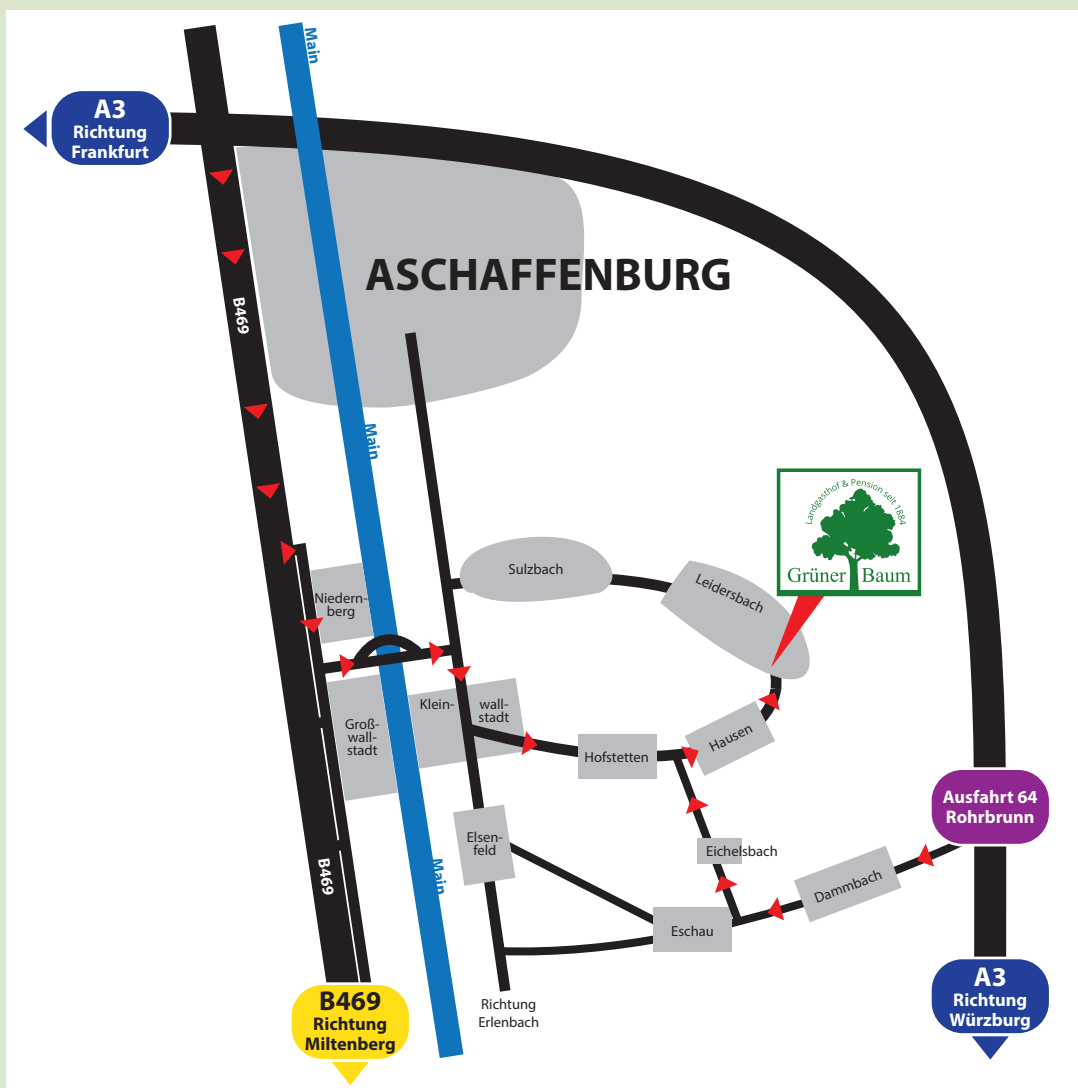 Main
A3
Richtung
Frankfurt
ASCHAFFENBURG
B469
Main
Landgasthof & Pension seit 1884
Grüner Baum
Sulzbach
Leidersbach
Niedern-
berg
Klein-
wall-
stadt
Groß-
wall-
stadt
Hausen
Hofstetten
Ausfahrt 64
Rohrbrunn
Elsen-
feld
Eichelsbach
B469
Main
Dammbach
Eschau
A3
Richtung
Würzburg
B469
Richtung
Miltenberg
Richtung
Erlenbach